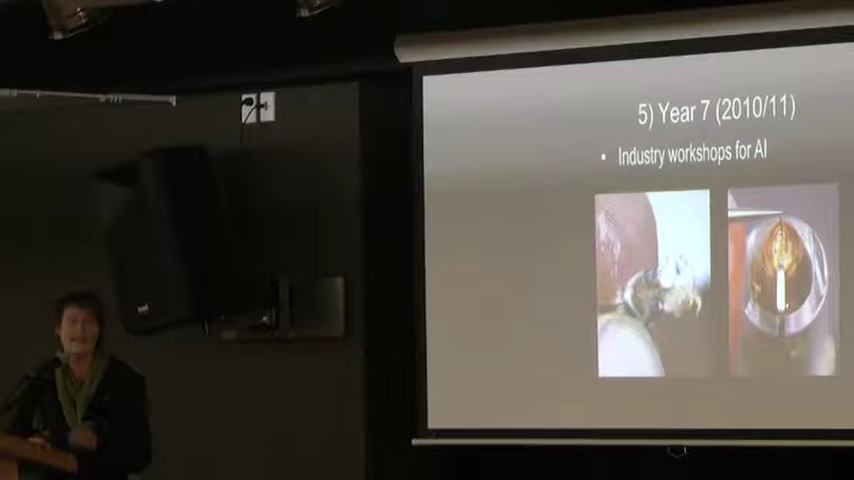 5) Year 7 (2010/11)
• Industry workshops for AI